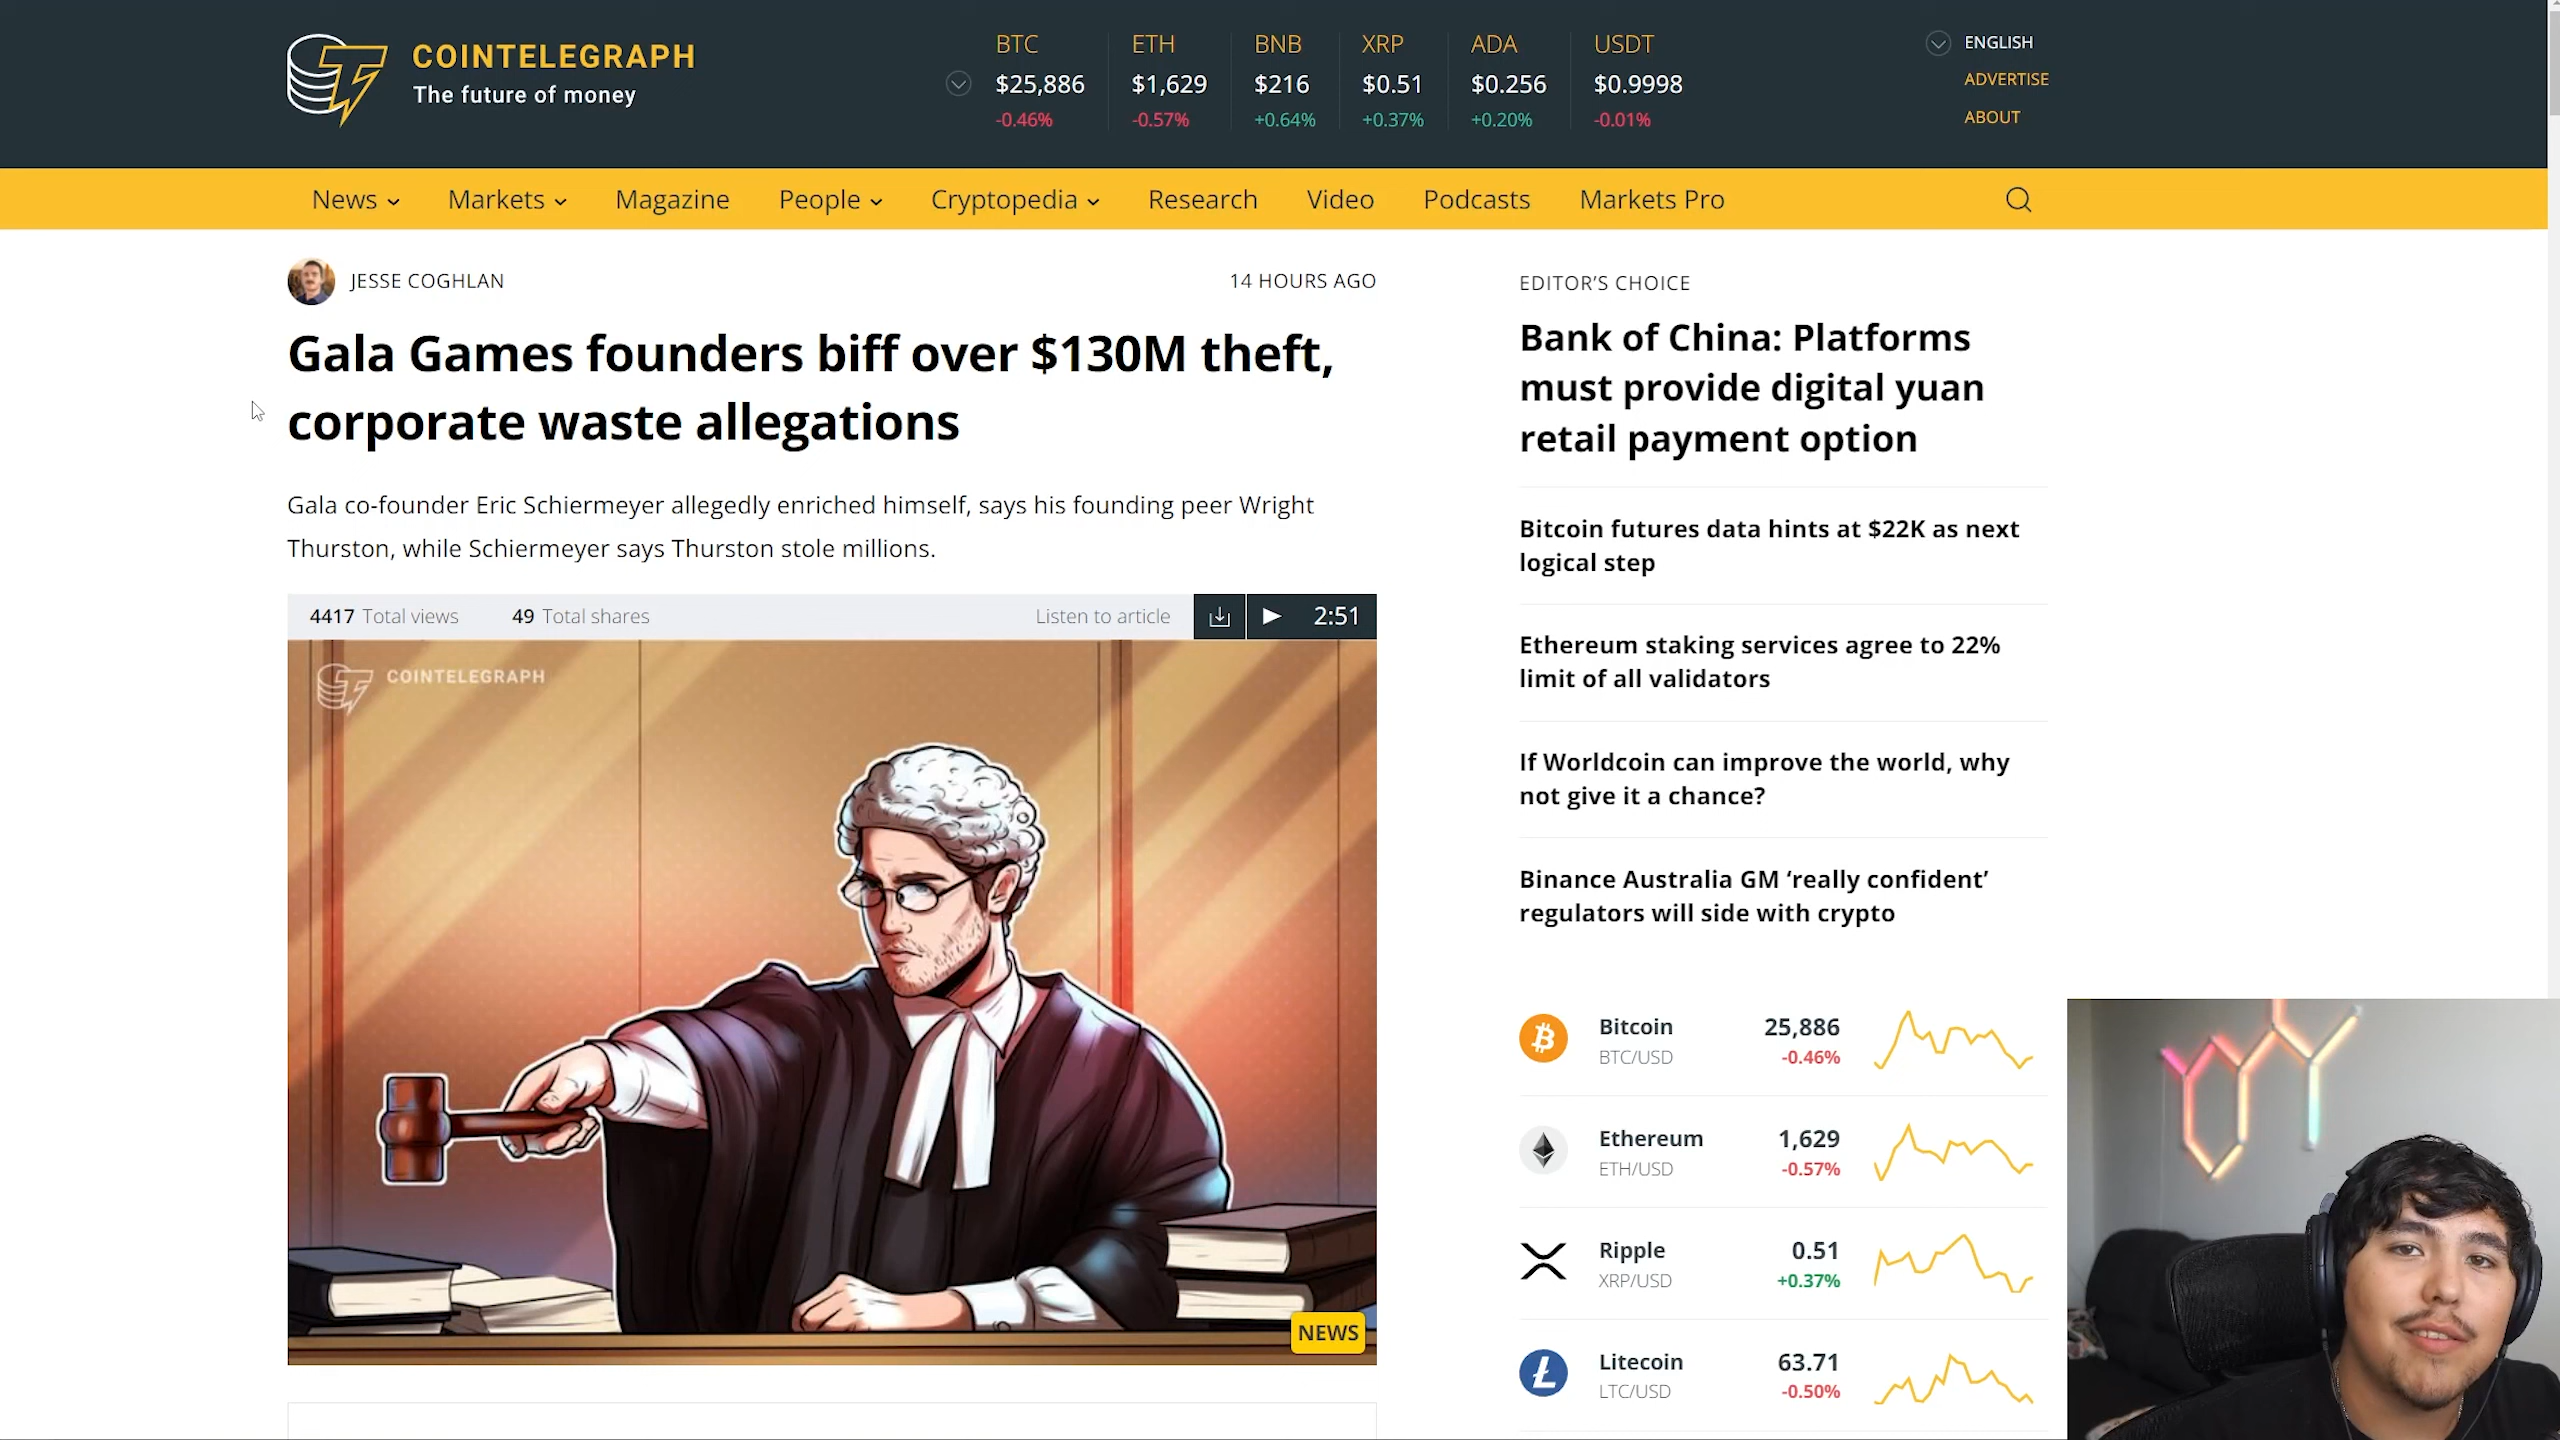 COINTELEGRAPH
The future of money
BTC
$25,886
-0.46%
ETH
$1,629
-0.57%
BNB
$216
+0.64%
XRP
$0.51
+0.37%
ADA
$0.256
+0.20%
USDT
$0.9998
-0.01%
ENGLISH
ADVERTISE
ABOUT
News Markets Magazine People Cryptopedia Research Video Podcasts Markets Pro
JESSE COGHLAN
14 HOURS AGO
Gala Games founders biff over $130M theft,
corporate waste allegations
Gala co-founder Eric Schiermeyer allegedly enriched himself, says his founding peer Wright
Thurston, while Schiermeyer says Thurston stole millions.
4417 Total views 49 Total shares Listen to article 2:51
COINTELEGRAPH
NEWS
EDITOR’S CHOICE
Bank of China: Platforms
must provide digital yuan
retail payment option
Bitcoin futures data hints at $22K as next
logical step
Ethereum staking services agree to 22%
limit of all validators
If Worldcoin can improve the world, why
not give it a chance?
Binance Australia GM ‘really confident’
regulators will side with crypto
Bitcoin 25,886
BTC/USD -0.46%
Ethereum 1,629
ETH/USD -0.57%
Ripple 0.51
XRP/USD +0.37%
Litecoin 63.71
LTC/USD -0.50%